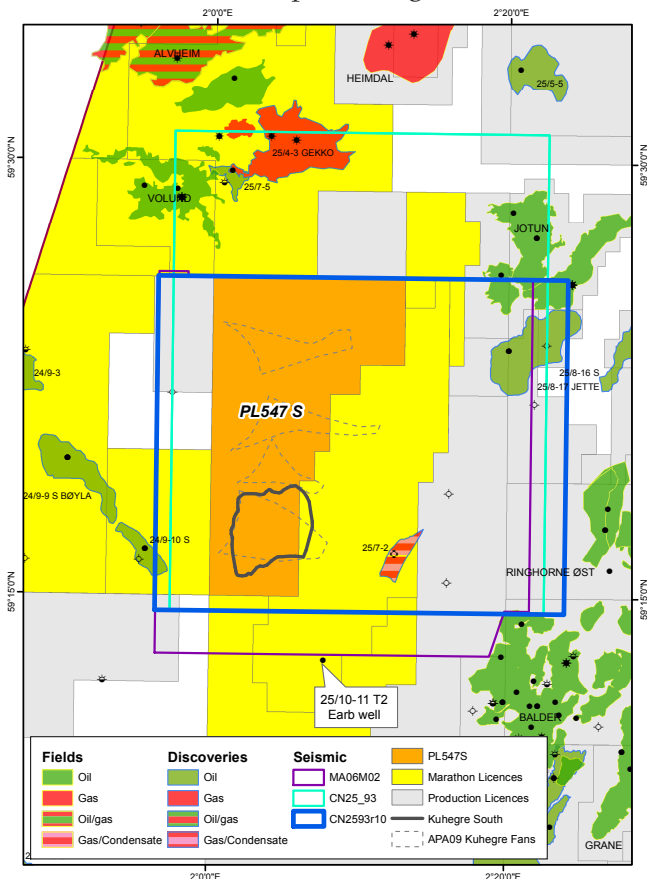 2°0'0"E
2°20'0"E
ALVHEIM
HEIMDAL
25/5-5
59°30'0"N
59°30'0"N
25/4-3 GEKKO
25/7-5
VOLUND
JOTUN
24/9-3
25/8-16 S
25/8-17 JETTE
PL547 S
24/9-9 S BØYLA
24/9-10 S
25/7-2
RINGHORNE ØST
59°15'0"N
59°15'0"N
25/10-11 T2
Earb well
BALDER
Fields
Oil
Gas
Oil/gas
Gas/Condensate
Discoveries
Oil
Gas
Oil/gas
Gas/Condensate
Seismic
MA06M02
CN25_93
CN2593r10
PL547S
Marathon Licences
Production Licences
Kuhegre South
APA09 Kuhegre Fans
GRANE
2°0'0"E
2°20'0"E